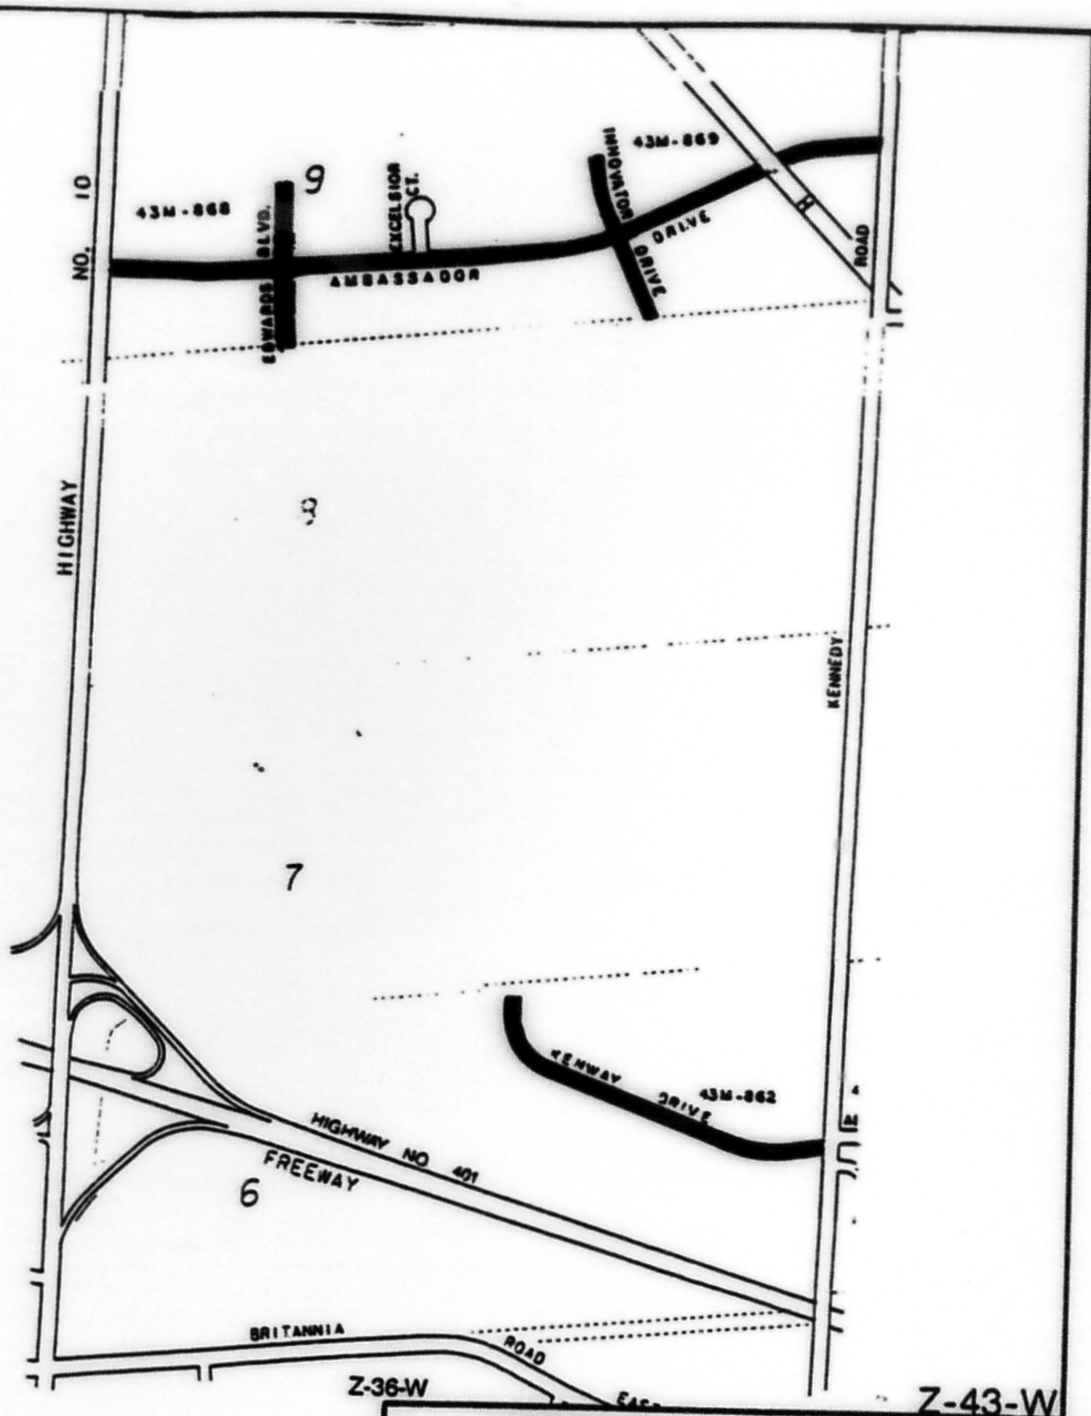 43M-869
9
43M-868
EXCELSIOR CT.
INNOVATOR DRIVE
NO. 10
EDWARDS BLVD.
AMBASSADOR DRIVE
H
ROAD
HIGHWAY
8
KENNEDY
7
KENWAY DRIVE
43M-862
HIGHWAY NO 401
FREEWAY
6
BRITANNIA ROAD EAST
Z-36-W
Z-43-W